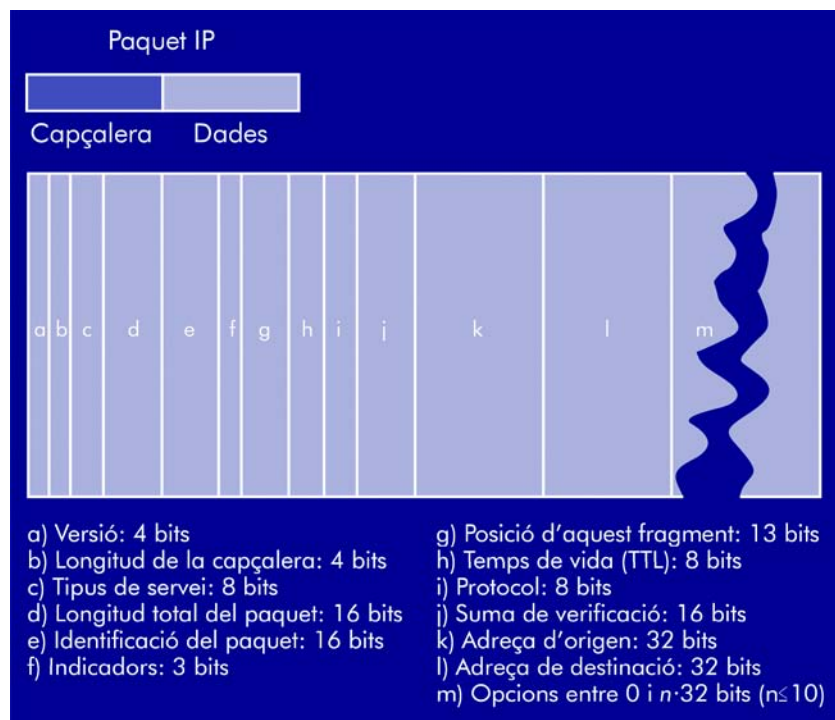 Paquet IP
Capçalera Dades
a b c d e f g h i j k l m
a) Versió: 4 bits
b) Longitud de la capçalera: 4 bits
c) Tipus de servei: 8 bits
d) Longitud total del paquet: 16 bits
e) Identificació del paquet: 16 bits
f) Indicadors: 3 bits
g) Posició d'aquest fragment: 13 bits
h) Temps de vida (TTL): 8 bits
i) Protocol: 8 bits
j) Suma de verificació: 16 bits
k) Adreça d'origen: 32 bits
l) Adreça de destinació: 32 bits
m) Opcions entre 0 i n·32 bits (n≤10)